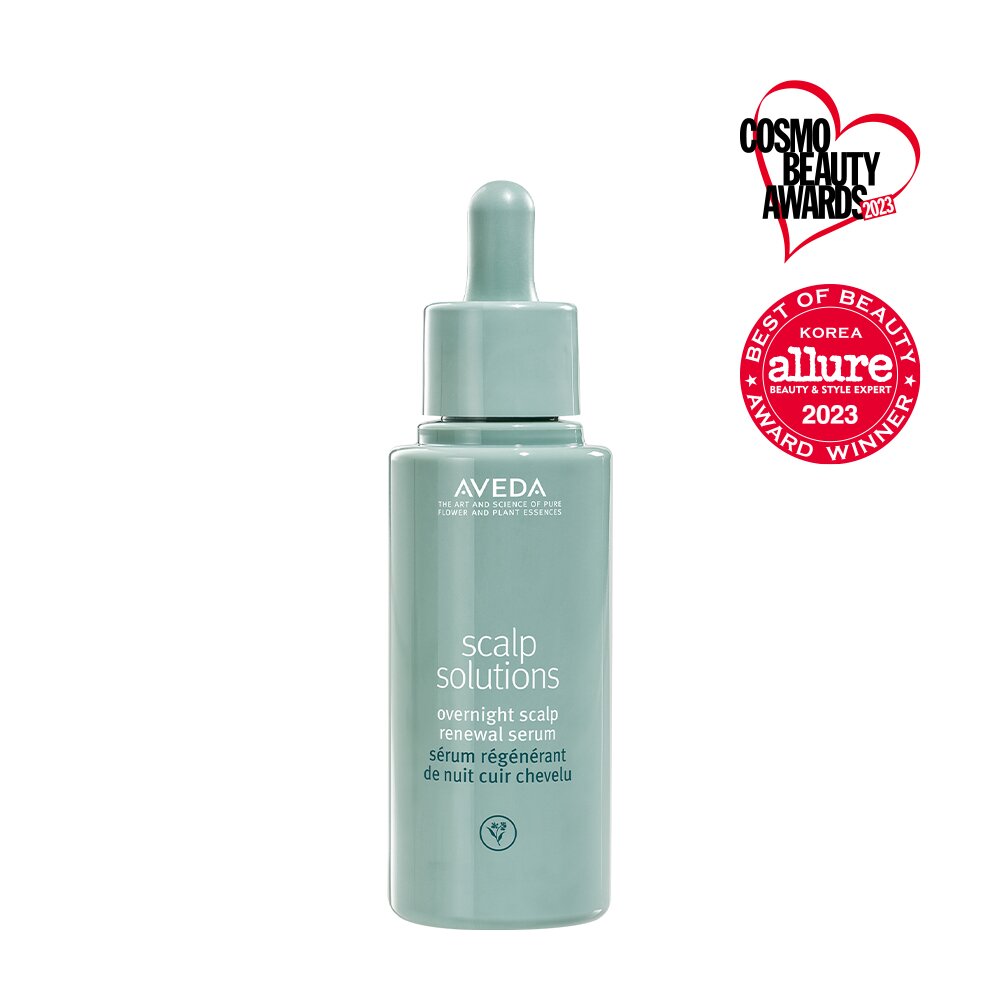 COSMO
BEAUTY
AWARDS
2023
BEST OF BEAUTY
KOREA
allure
BEAUTY & STYLE EXPERT
2023
AWARD WINNER
AVEDA
THE ART AND SCIENCE OF PURE
FLOWER AND PLANT ESSENCES
scalp
solutions
overnight scalp
renewal serum
sérum régénérant
de nuit cuir chevelu